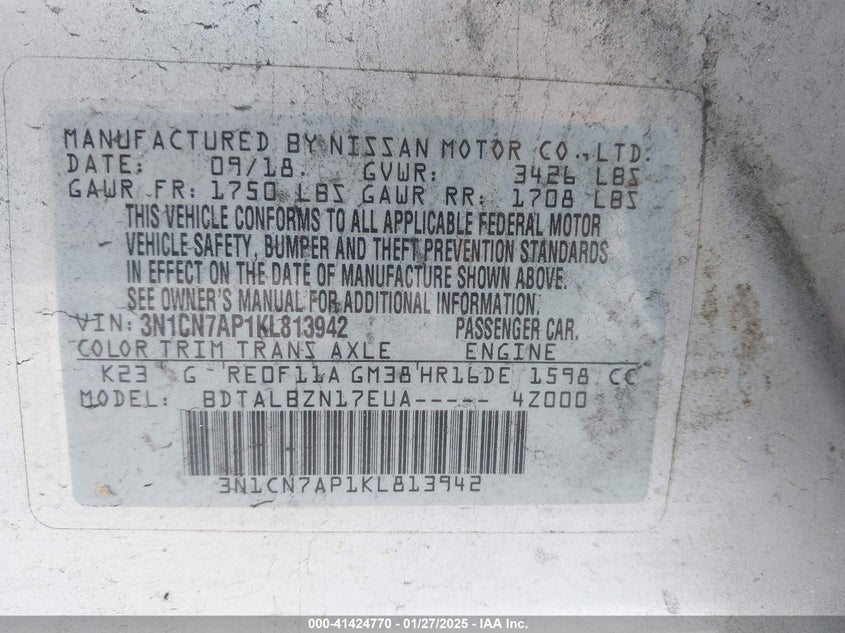 MANUFACTURED BY NISSAN MOTOR CO., LTD.
DATE: 09/18. GVWR: 3426 LBS
GAWR FR: 1750 LBS GAWR RR: 1708 LBS
THIS VEHICLE CONFORMS TO ALL APPLICABLE FEDERAL MOTOR
VEHICLE SAFETY, BUMPER AND THEFT PREVENTION STANDARDS
IN EFFECT ON THE DATE OF MANUFACTURE SHOWN ABOVE.
SEE OWNER'S MANUAL FOR ADDITIONAL INFORMATION.
VIN: 3N1CN7AP1KL813942 PASSENGER CAR.
COLOR TRIM TRANS AXLE ENGINE
K23 G RE0F11A GM38 HR16DE 1598 CC
MODEL: BDTALBZN17EUA----- 4Z000
3N1CN7AP1KL813942
000-41424770 - 01/27/2025 - IAA Inc.